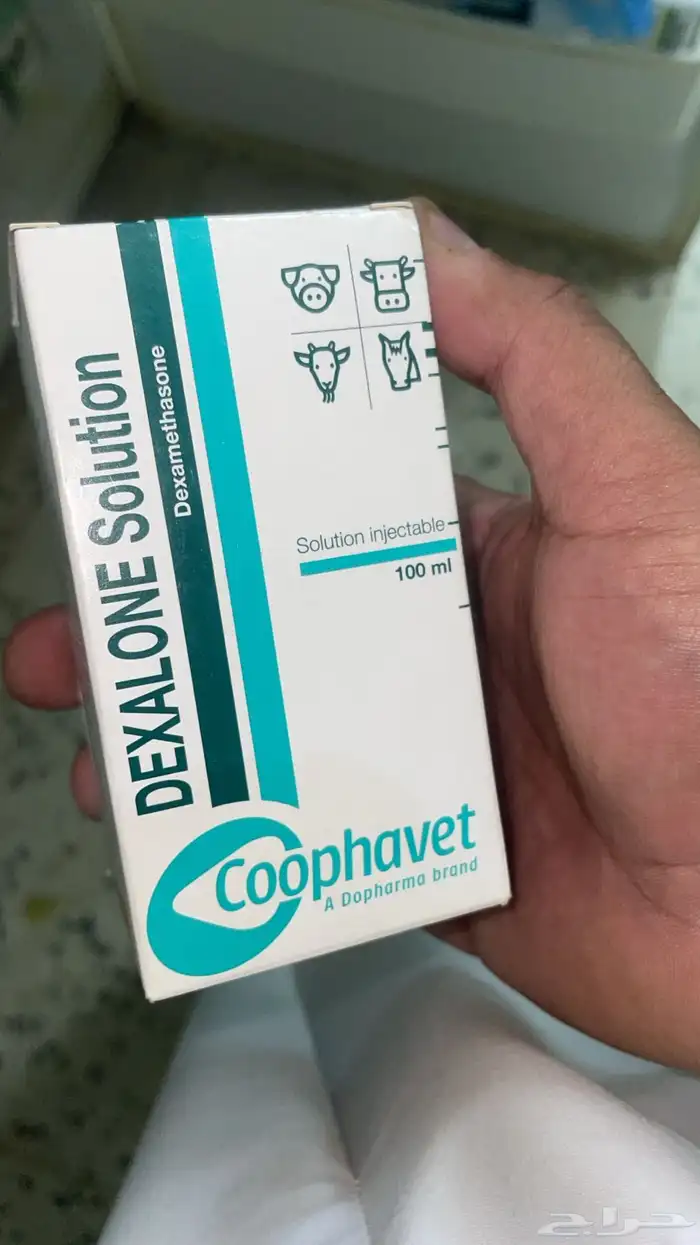 DEXALONE Solution
Dexamethasone
Solution injectable
100 ml
Coophavet
A Dopharma brand
حراج